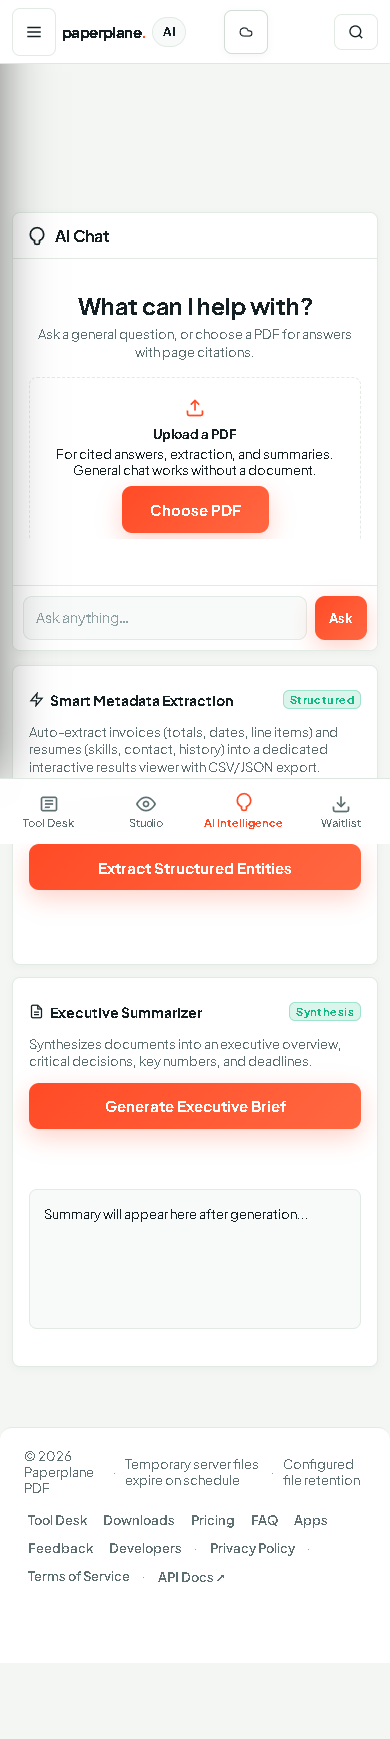 paperplane. AI
AI Chat
What can I help with?
Ask a general question, or choose a PDF for answers
with page citations.
Upload a PDF
For cited answers, extraction, and summaries.
General chat works without a document.
Choose PDF
Ask anything...
Ask
Smart Metadata Extraction
Structured
Auto-extract invoices (totals, dates, line items) and
resumes (skills, contact, history) into a dedicated
interactive results viewer with CSV/JSON export.
Tool Desk
Studio
AI Intelligence
Waitlist
Extract Structured Entities
Executive Summarizer
Synthesis
Synthesizes documents into an executive overview,
critical decisions, key numbers, and deadlines.
Generate Executive Brief
Summary will appear here after generation...
© 2026
Paperplane
PDF
·
Temporary server files
expire on schedule
·
Configured
file retention
Tool Desk Downloads Pricing FAQ Apps
Feedback Developers · Privacy Policy ·
Terms of Service · API Docs ↗